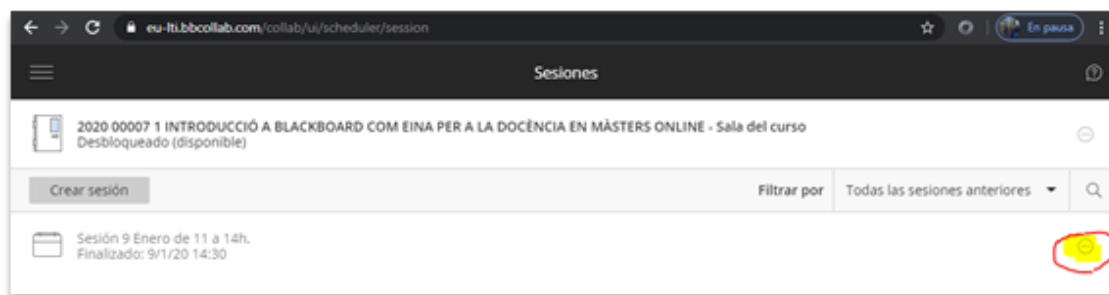 eu-lti.bbcollab.com/collab/ui/scheduler/session
En pausa
Sesiones
2020 00007 1 INTRODUCCIÓ A BLACKBOARD COM EINA PER A LA DOCÈNCIA EN MÀSTERS ONLINE - Sala del curso
Desbloqueado (disponible)
Crear sesión
Filtrar por
Todas las sesiones anteriores
Sesión 9 Enero de 11 a 14h.
Finalizado: 9/1/20 14:30